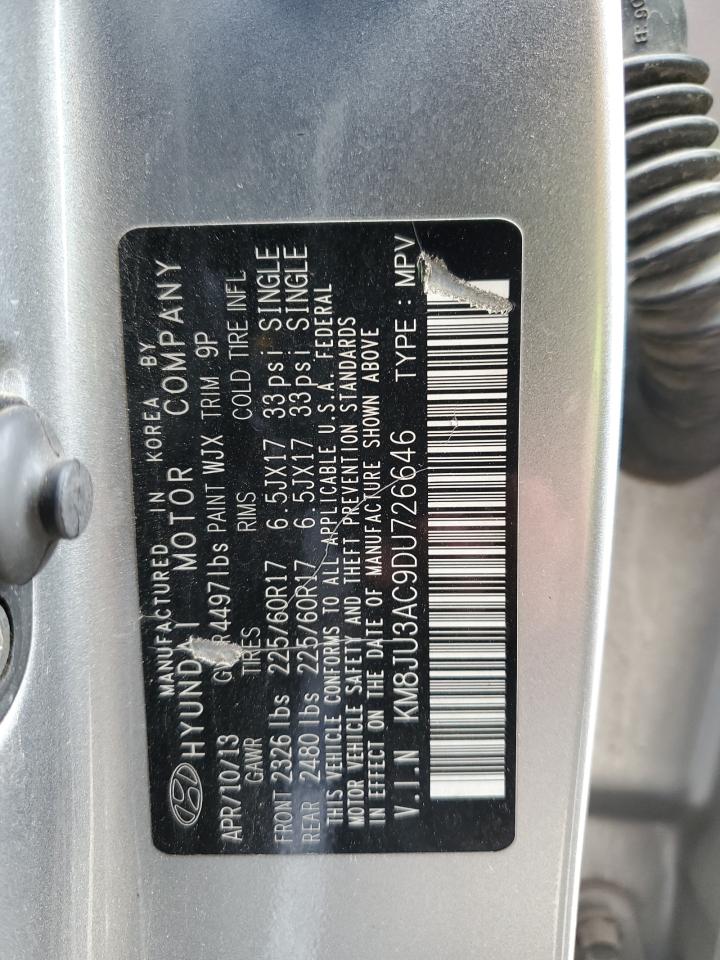 MANUFACTURED IN KOREA BY
HYUNDAI MOTOR COMPANY
APR/10/13 GVWR 4497lbs PAINT WJX TRIM 9P
GAWR TIRES RIMS COLD TIRE INFL
FRONT 2326 lbs 225/60R17 6.5JX17 33psi SINGLE
REAR 2480 lbs 225/60R17 6.5JX17 33psi SINGLE
THIS VEHICLE CONFORMS TO ALL APPLICABLE U.S.A. FEDERAL
MOTOR VEHICLE SAFETY AND THEFT PREVENTION STANDARDS
IN EFFECT ON THE DATE OF MANUFACTURE SHOWN ABOVE
V.I.N KM8JU3AC9DU726646 TYPE : MPV